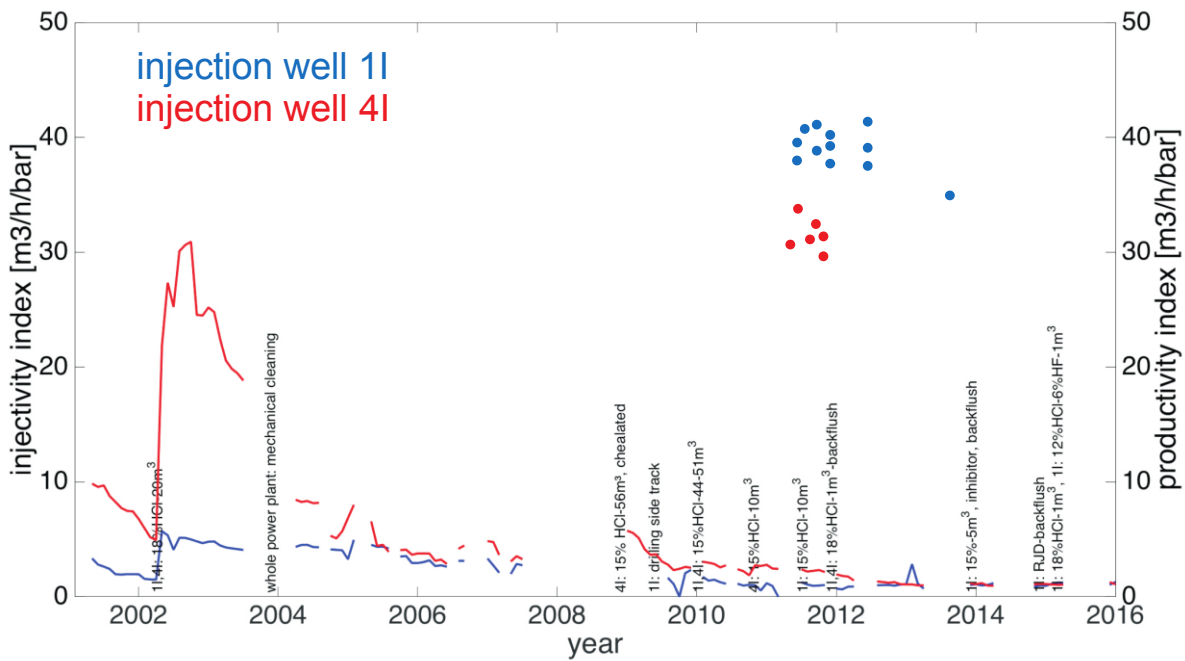 injection well 1I
injection well 4I
injectivity index [m3/h/bar]
productivity index [m3/h/bar]
year
50
40
30
20
10
0
50
40
30
20
10
0
2002
2004
2006
2008
2010
2012
2014
2016
1I,4I: 18%HCl-20m³
whole power plant: mechanical cleaning
4I: 15% HCl-56m³, chealated
1I: drilling side track
1I,4I: 15%HCl-44-51m³
4I: 15%HCl-10m³
1I: 15%HCl-10m³
1I,4I: 18%HCl-1m³-backflush
1I: 15%-5m³, inhibitor, backflush
1I: RJD-backflush
1I: 18%HCl-1m³, 1I: 12%HCl-6%HF-1m³